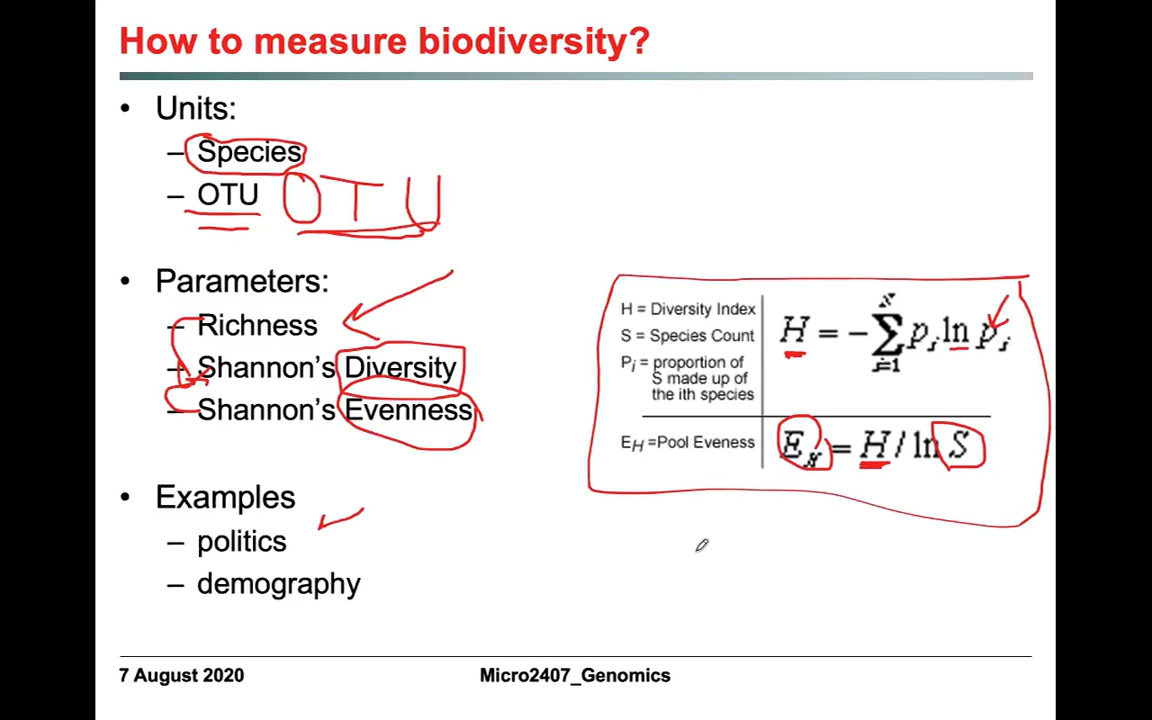 How to measure biodiversity?
• Units:
– Species
– OTU OTU
• Parameters:
– Richness
– Shannon's Diversity
– Shannon's Evenness
H = Diversity Index
S = Species Count
Pi = proportion of
S made up of
the ith species
H = -∑ S i=1 pi ln pi
EH =Pool Eveness
EH = H / ln S
• Examples
– politics
– demography
7 August 2020
Micro2407_Genomics